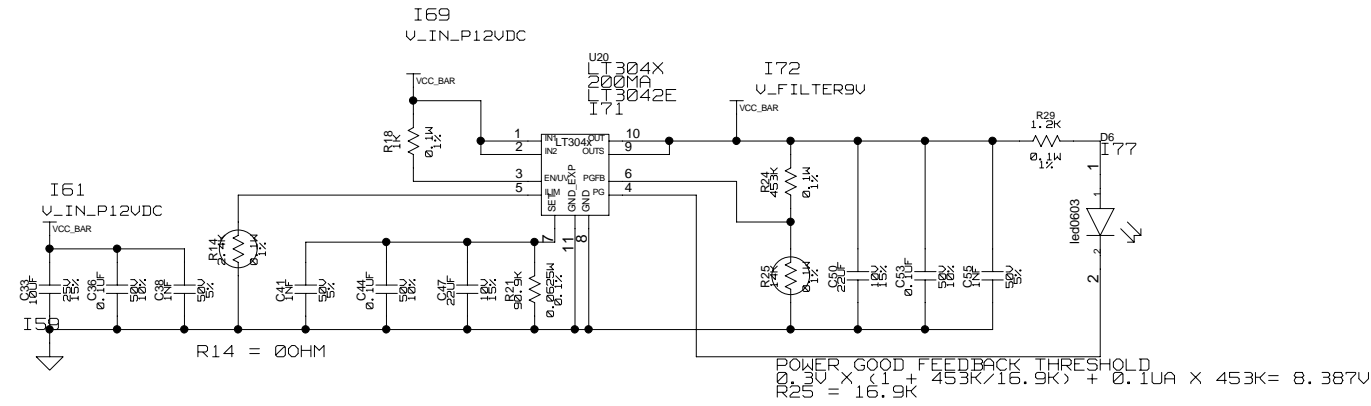 I69
V_IN_P12VDC
VCC_BAR
R18
1K
0.1W
1%
U20
LT304X
200MA
LT3042E
I71
1
2
3
5
IN1
IN2
EN/UV
ILIM
LT304X
OUT
OUTS
PGFB
PG
SET
GND_EXP
GND
10
9
6
4
7
11
8
I72
V_FILTER9V
VCC_BAR
R29
1.2K
0.1W
1%
D6
I77
1
1
led0603
2
2
R24
453K
0.1W
1%
I61
V_IN_P12VDC
VCC_BAR
C33
10UF
25V
15%
C36
0.1UF
50V
10%
C38
1NF
50V
5%
R14
0.1W
1%
C41
1NF
50V
5%
C44
0.1UF
50V
10%
C47
22UF
10V
15%
R21
90.9K
0.0625W
0.1%
R25
14K
0.1W
1%
C50
22UF
10V
15%
C53
0.1UF
50V
10%
C55
1NF
50V
5%
I59
R14 = 0OHM
POWER GOOD FEEDBACK THRESHOLD
0.3V X (1 + 453K/16.9K) + 0.1UA X 453K= 8.387V
R25 = 16.9K